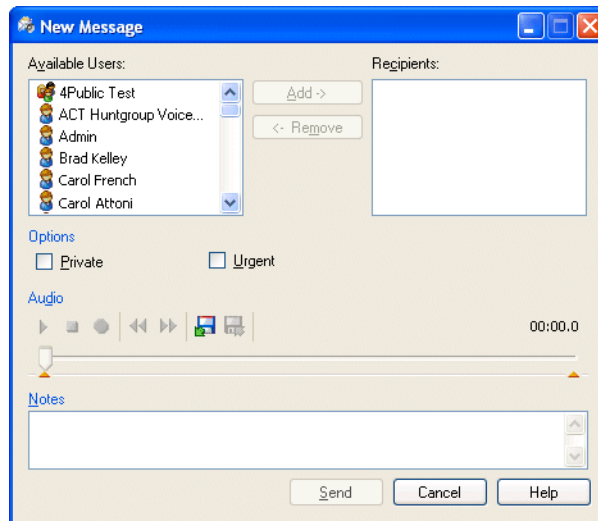 New Message
Available Users:
Recipients:
4Public Test
ACT Huntgroup Voice...
Admin
Brad Kelley
Carol French
Carol Attoni
Add ->
<- Remove
Options
Private
Urgent
Audio
00:00.0
Notes
Send
Cancel
Help